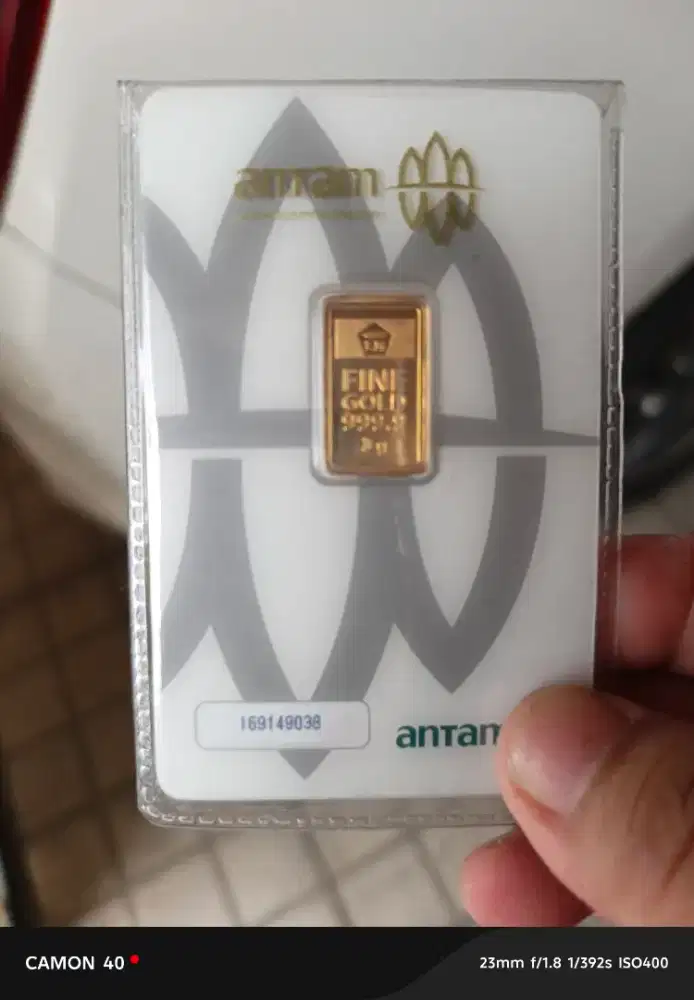 antam
FINE
GOLD
999.9
169149038
antam
CAMON 40
23mm f/1.8 1/392s ISO400